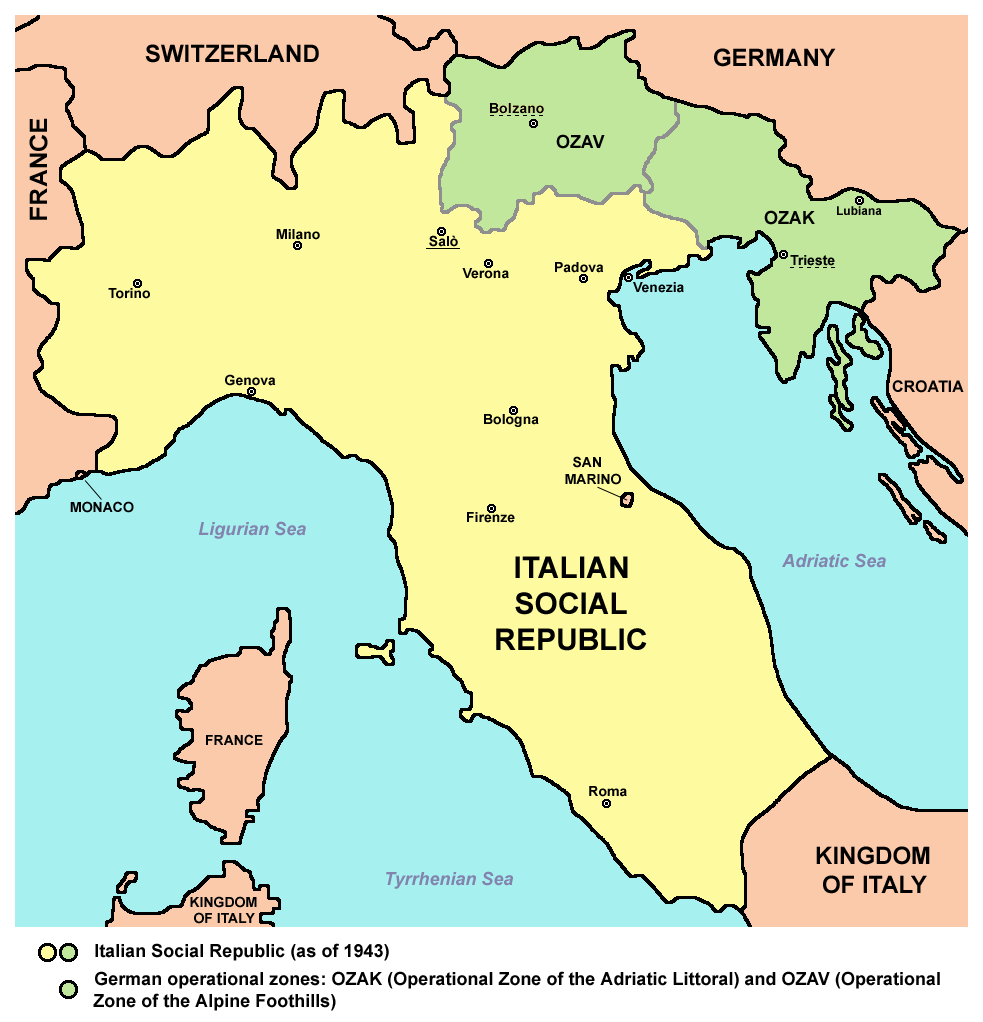 SWITZERLAND
GERMANY
FRANCE
Bolzano
OZAV
OZAK
Lubiana
Milano
Salò
Trieste
Verona
Padova
Venezia
Torino
Genova
CROATIA
Bologna
SAN
MARINO
MONACO
Firenze
Ligurian Sea
Adriatic Sea
ITALIAN
SOCIAL
REPUBLIC
FRANCE
Roma
KINGDOM
OF ITALY
Tyrrhenian Sea
KINGDOM
OF ITALY
Italian Social Republic (as of 1943)
German operational zones: OZAK (Operational Zone of the Adriatic Littoral) and OZAV (Operational
Zone of the Alpine Foothills)